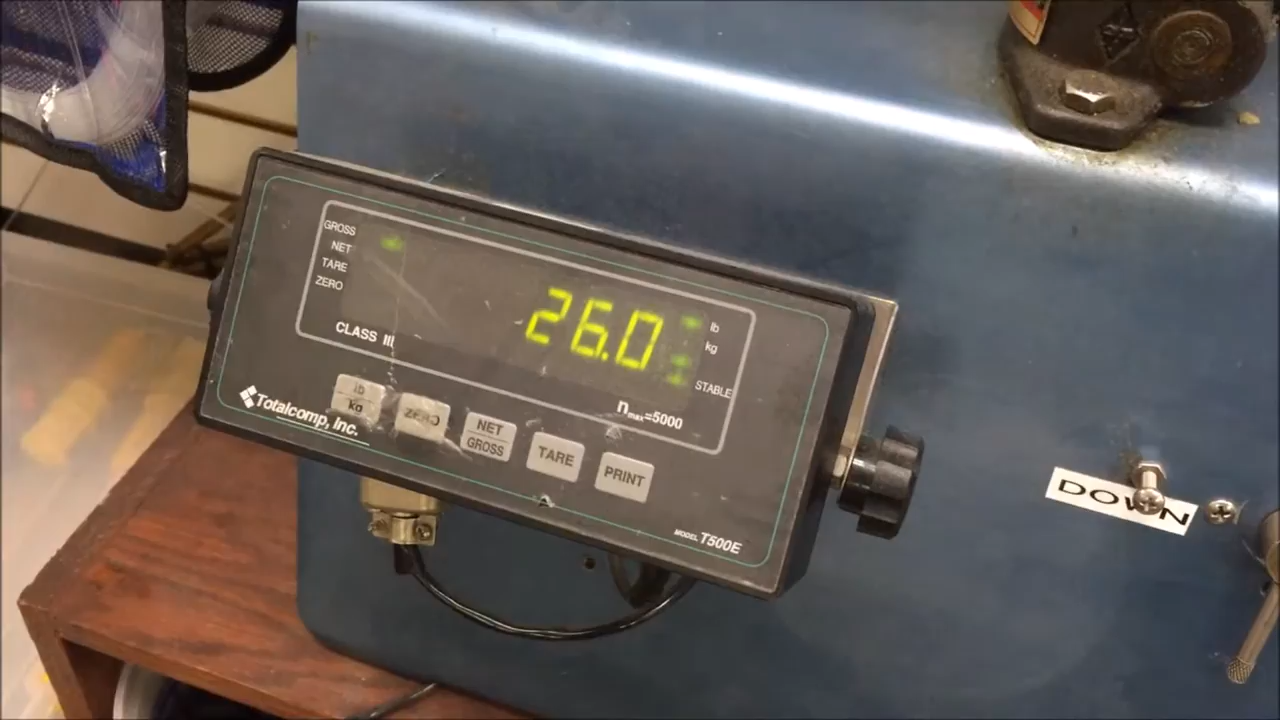 GROSS
NET
TARE
ZERO
26.0
lb
kg
STABLE
CLASS III
nmax=5000
Totalcomp, Inc.
lb
kg
ZERO
NET
GROSS
TARE
PRINT
MODEL T500E
DOWN